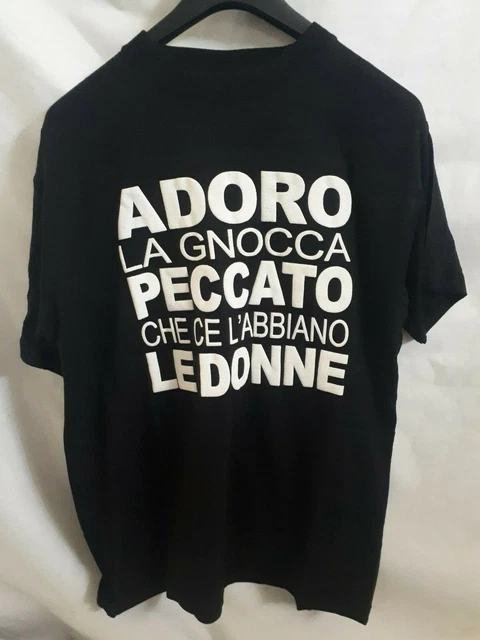 ADORO
LA GNOCCA
PECCATO
CHE CE L'ABBIANO
LE DONNE